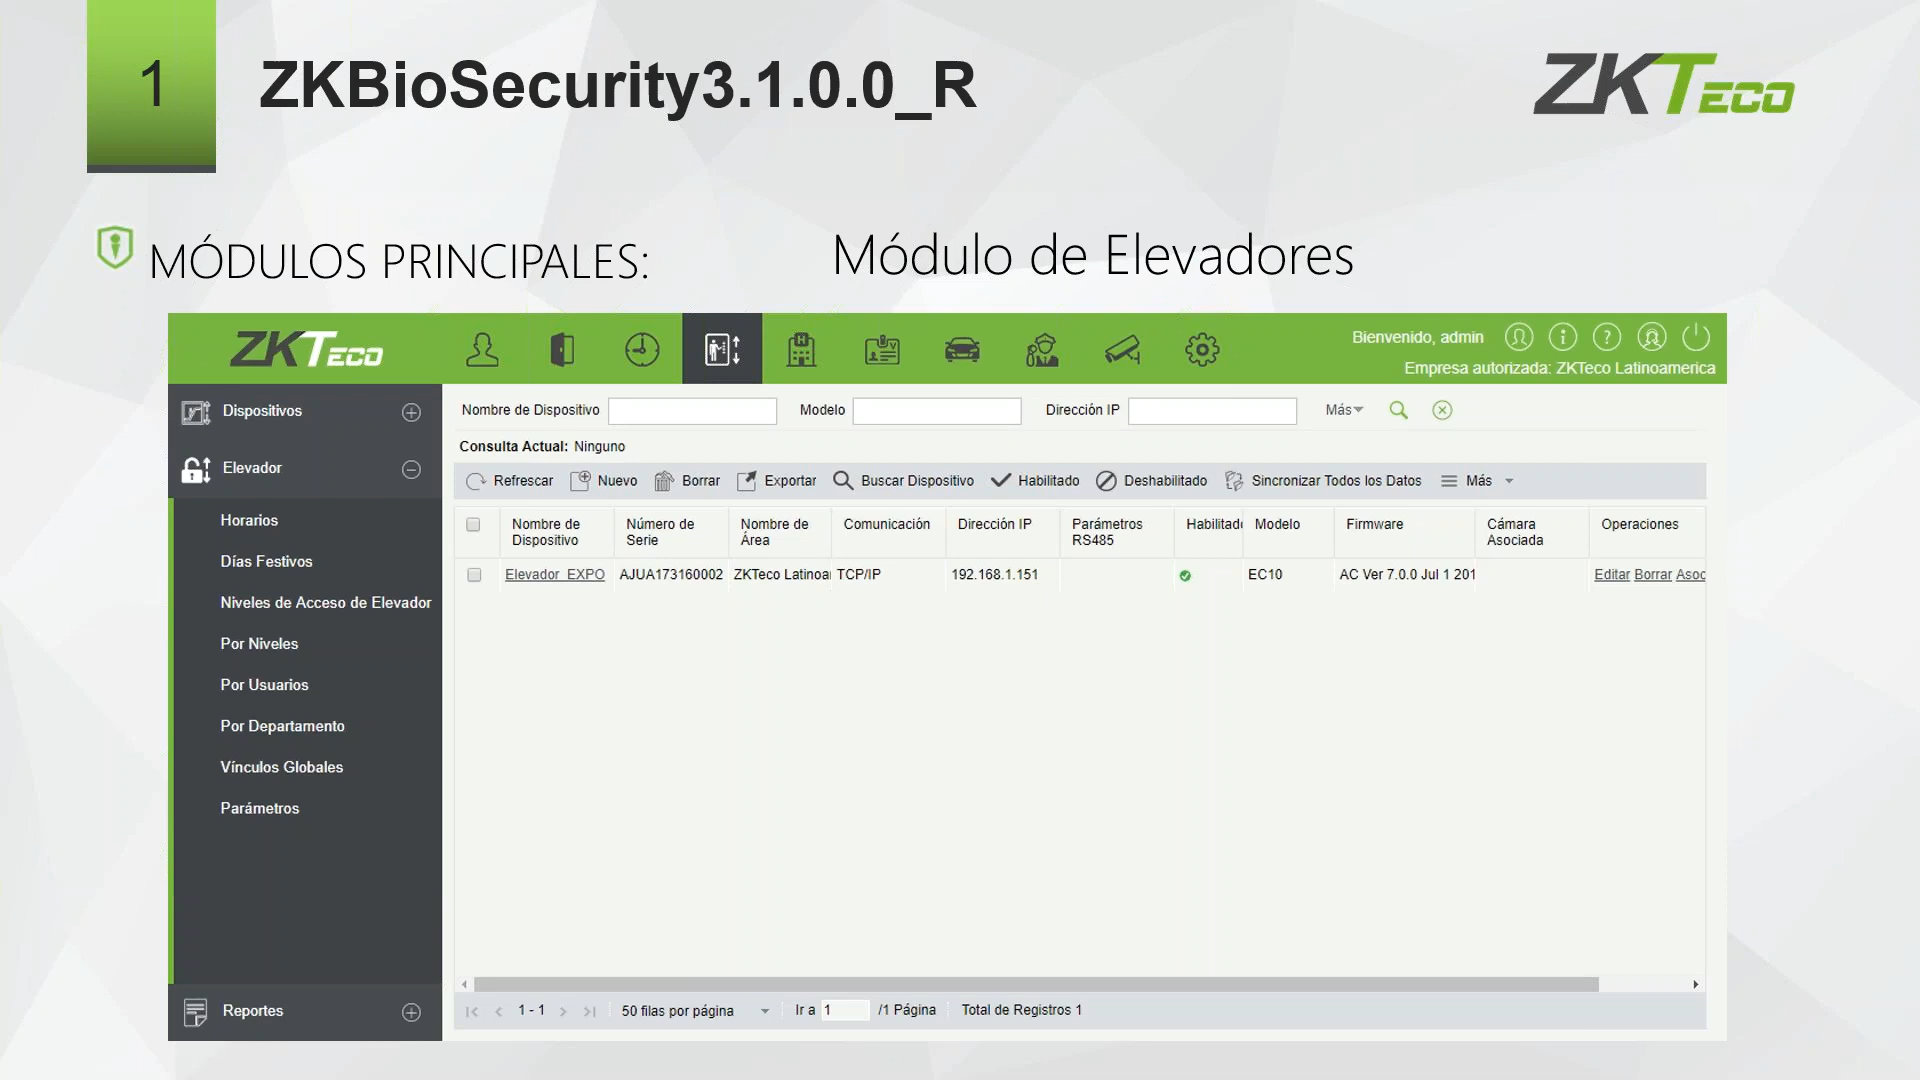 1
ZKBioSecurity3.1.0.0_R
ZKTECO
MÓDULOS PRINCIPALES:
Módulo de Elevadores
ZKTECO
Bienvenido, admin
Empresa autorizada: ZKTeco Latinoamerica
Dispositivos
Elevador
Horarios
Días Festivos
Niveles de Acceso de Elevador
Por Niveles
Por Usuarios
Por Departamento
Vínculos Globales
Parámetros
Reportes
Nombre de Dispositivo Modelo Dirección IP Más
Consulta Actual: Ninguno
Refrescar Nuevo Borrar Exportar Buscar Dispositivo Habilitado Deshabilitado Sincronizar Todos los Datos Más
Nombre de Dispositivo Número de Serie Nombre de Área Comunicación Dirección IP Parámetros RS485 Habilitado Modelo Firmware Cámara Asociada Operaciones
Elevador_EXPO AJUA173160002 ZKTeco Latinoa TCP/IP 192.168.1.151 EC10 AC Ver 7.0.0 Jul 1 201 Editar Borrar Asoc
1 - 1 50 filas por página Ir a 1 /1 Página Total de Registros 1